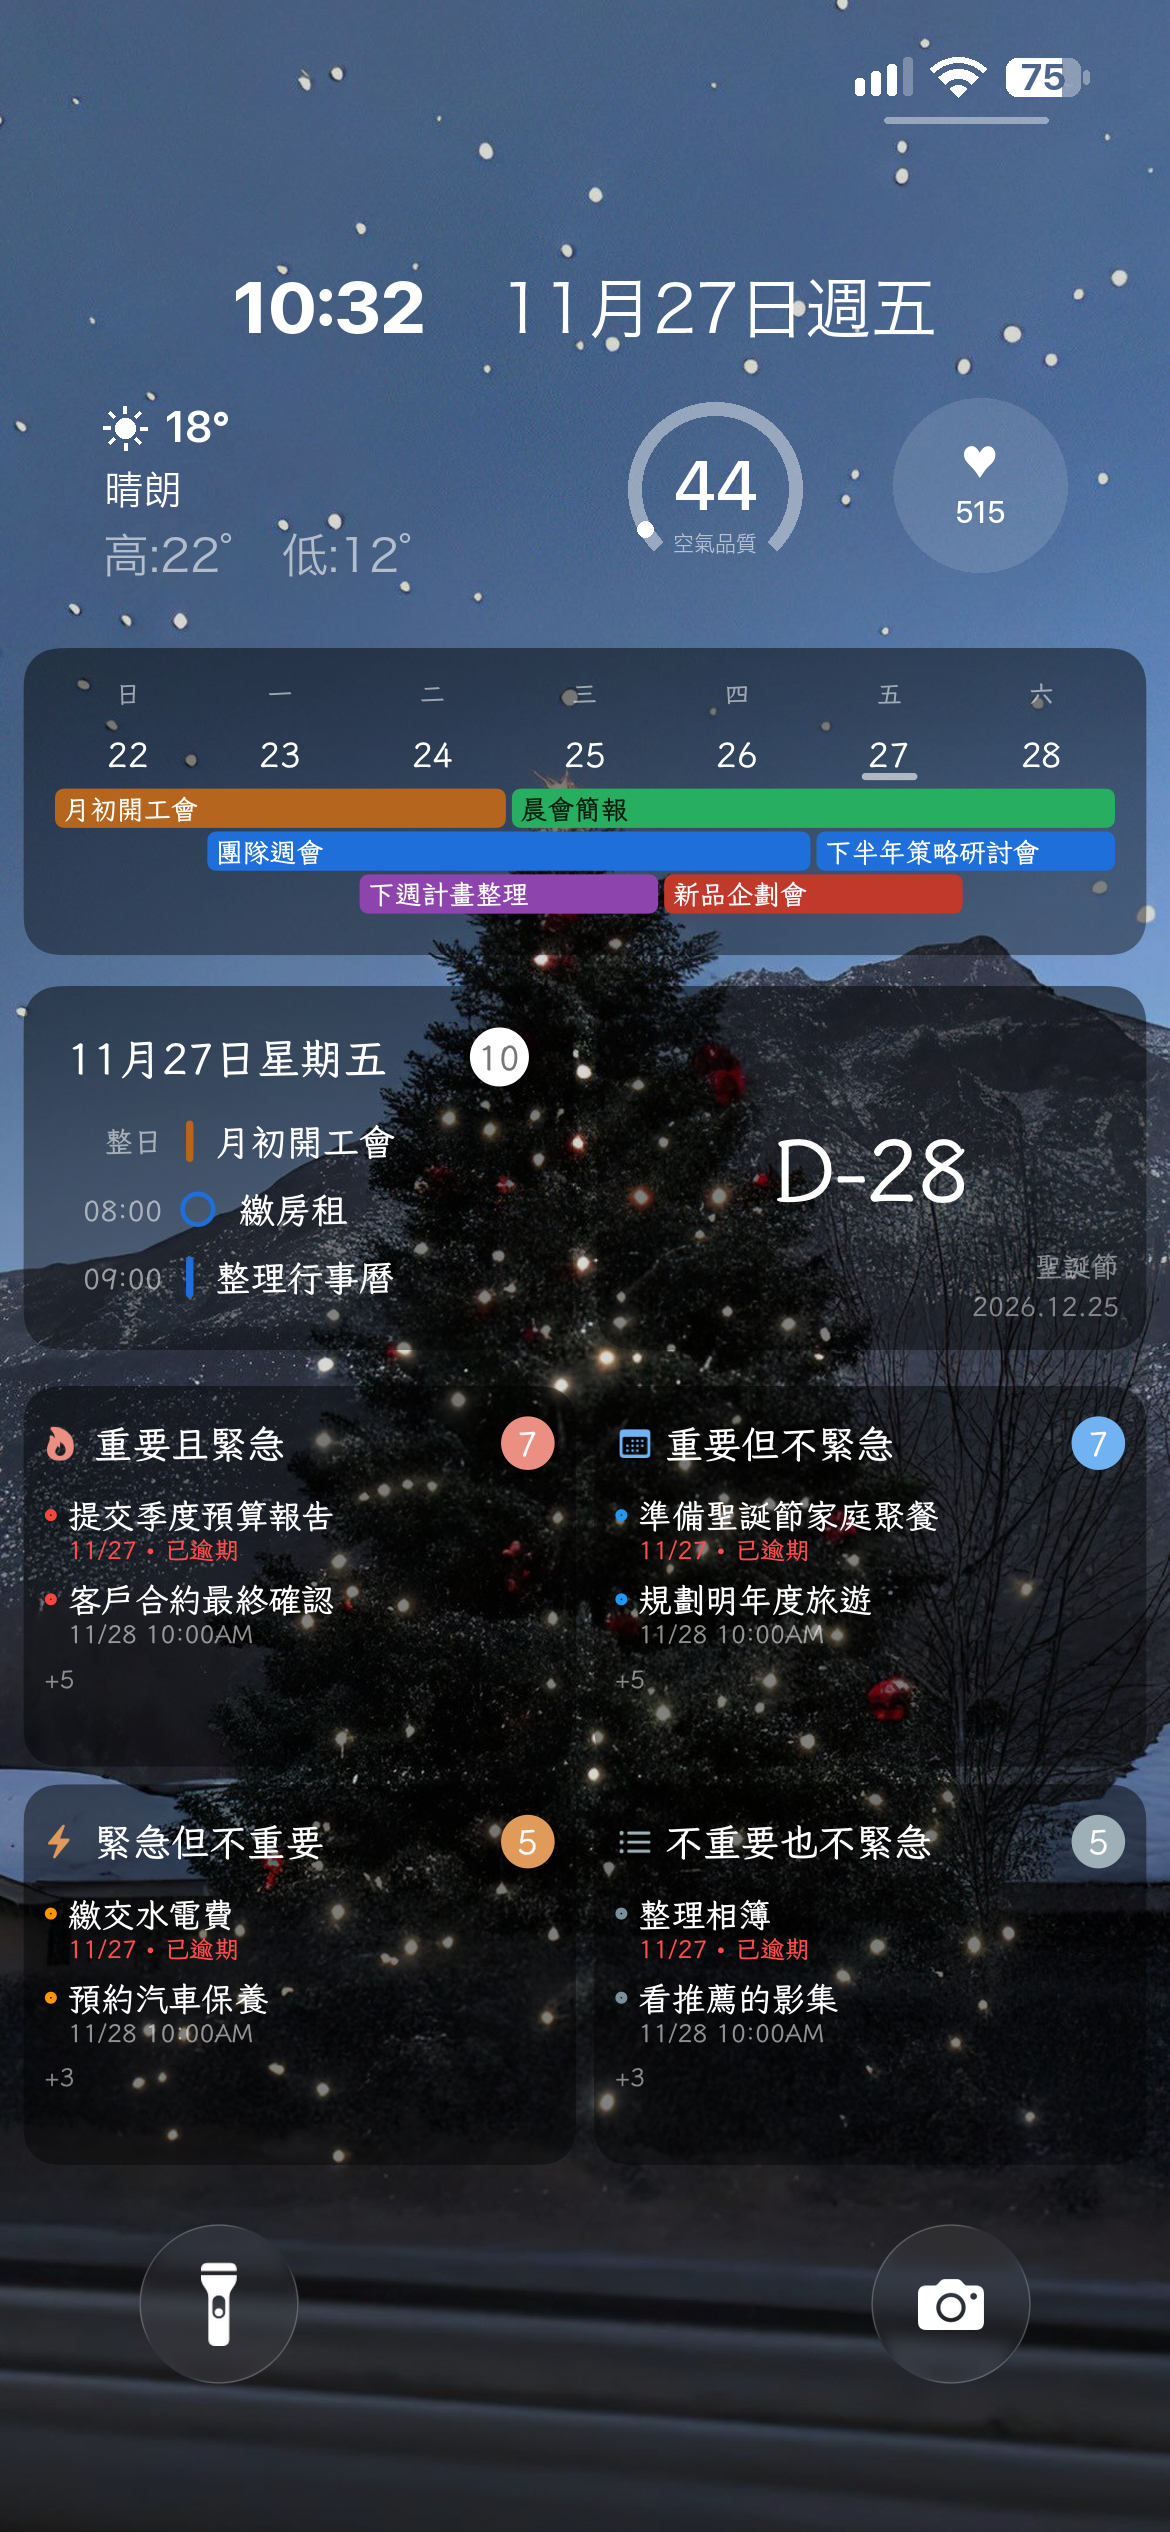 75
10:32 11月27日週五
18°
晴朗
高:22° 低:12°
44
空氣品質
515
日 一 二 三 四 五 六
22 23 24 25 26 27 28
月初開工會 晨會簡報
團隊週會 下半年策略研討會
下週計畫整理 新品企劃會
11月27日星期五 10
整日 月初開工會
08:00 繳房租
09:00 整理行事曆
D-28
聖誕節
2026.12.25
重要且緊急 7
提交季度預算報告
11/27 • 已逾期
客戶合約最終確認
11/28 10:00AM
+5
重要但不緊急 7
準備聖誕節家庭聚餐
11/27 • 已逾期
規劃明年度旅遊
11/28 10:00AM
+5
緊急但不重要 5
繳交水電費
11/27 • 已逾期
預約汽車保養
11/28 10:00AM
+3
不重要也不緊急 5
整理相簿
11/27 • 已逾期
看推薦的影集
11/28 10:00AM
+3